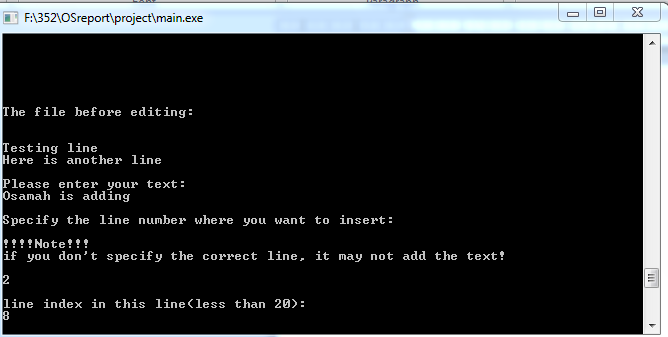 F:\352\OSreport\project\main.exe
The file before editing:
Testing line
Here is another line
Please enter your text:
Osamah is adding
Specify the line number where you want to insert:
!!!!Note!!!
if you don't specify the correct line, it may not add the text!
2
line index in this line(less than 20):
8